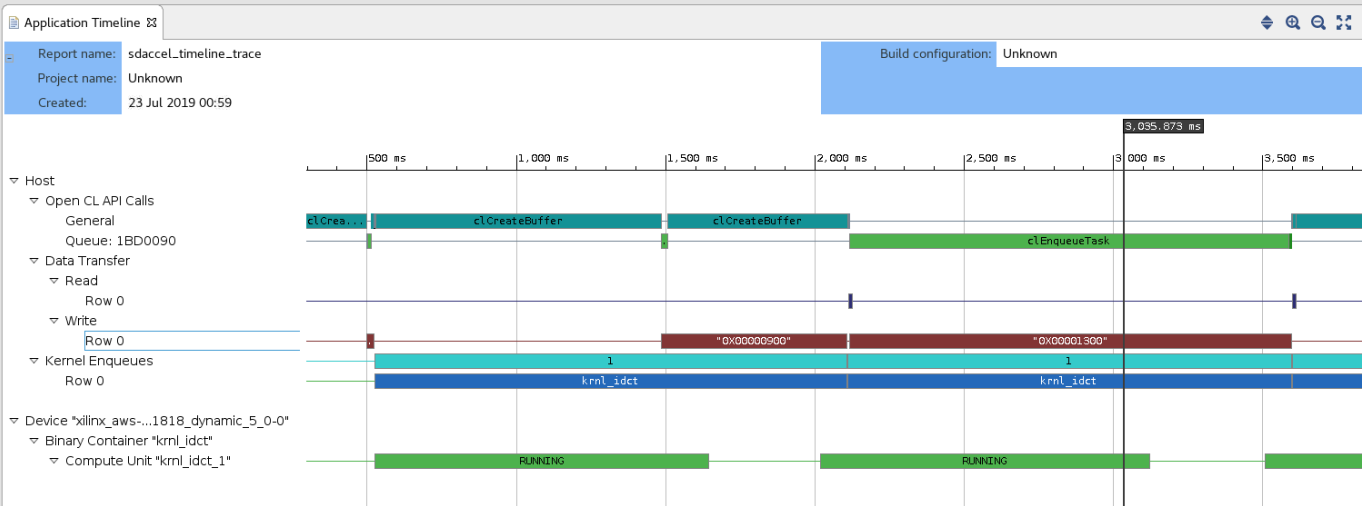 Application Timeline
Report name: sdaccel_timeline_trace Build configuration: Unknown
Project name: Unknown
Created: 23 Jul 2019 00:59
3,035.873 ms
500 ms 1,000 ms 1,500 ms 2,000 ms 2,500 ms 3,000 ms 3,500 ms
Host
Open CL API Calls
General clCrea... clCreateBuffer clCreateBuffer
Queue: 1BD0090 . clEnqueueTask
Data Transfer
Read
Row 0
Write
Row 0 . "0X00000900" "0X00001300"
Kernel Enqueues 1 1
Row 0 krnl_idct krnl_idct
Device "xilinx_aws-...1818_dynamic_5_0-0"
Binary Container "krnl_idct"
Compute Unit "krnl_idct_1" RUNNING RUNNING